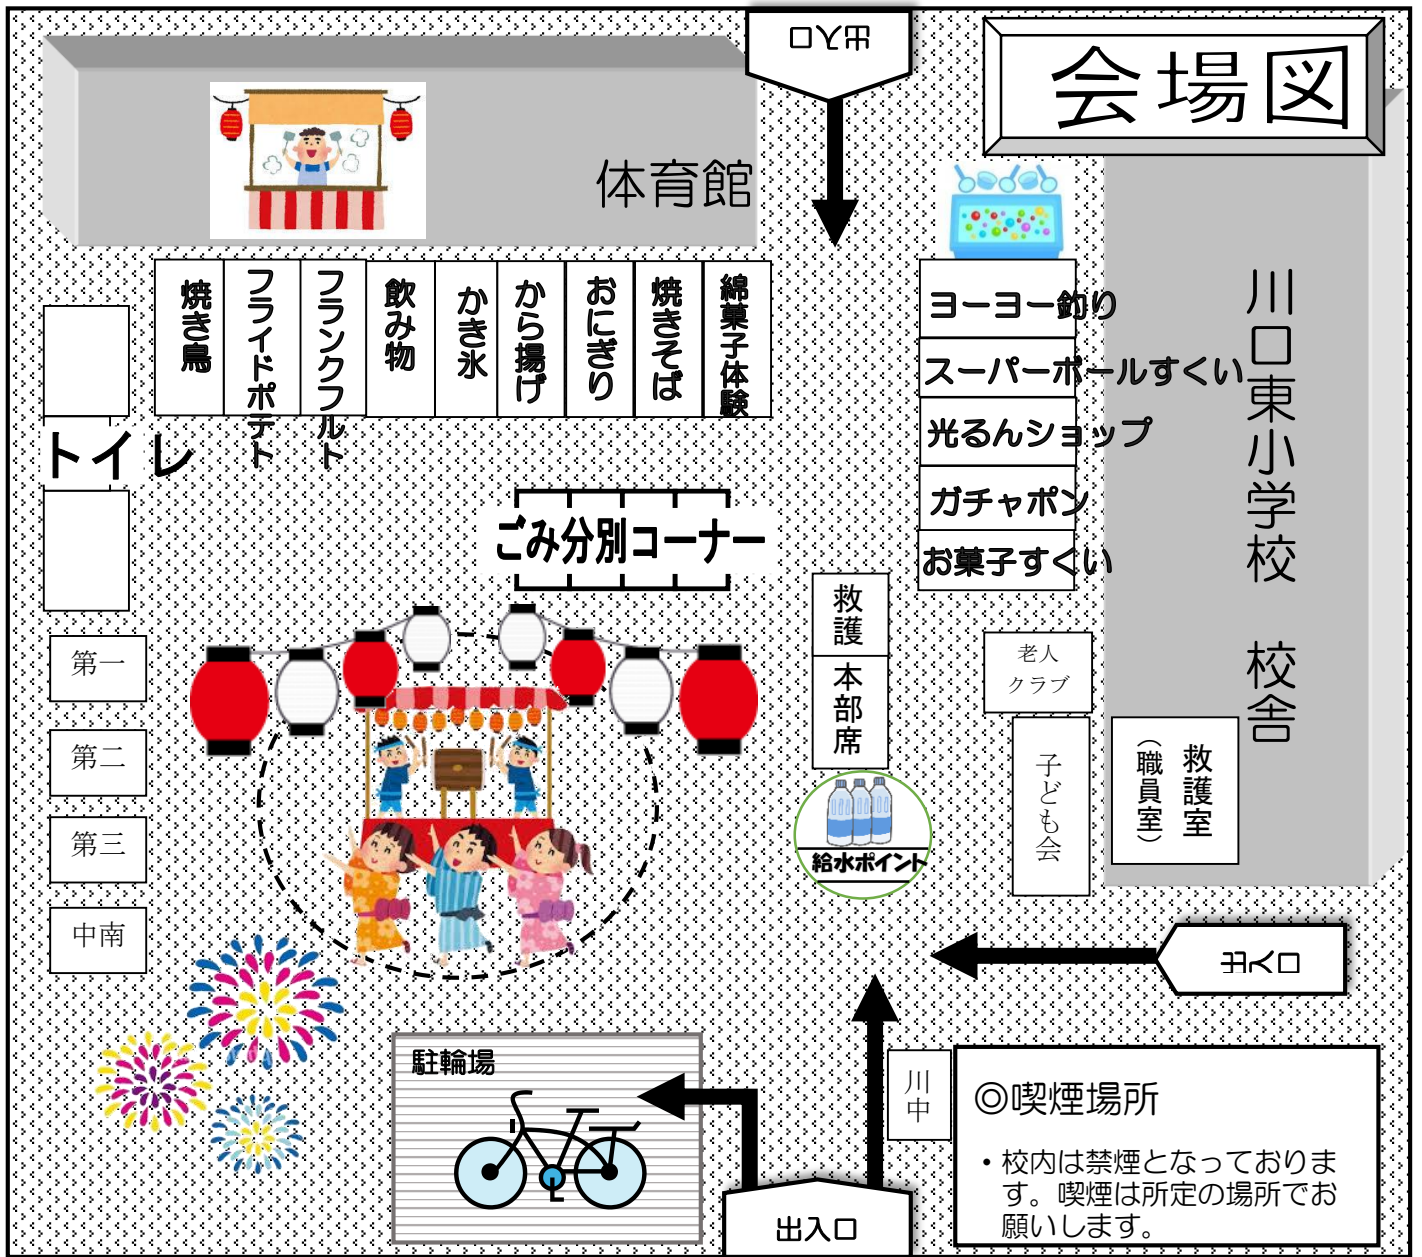 出入口
会場図
体育館
焼き鳥
フライドポテト
フランクフルト
飲み物
かき氷
から揚げ
おにぎり
焼きそば
綿菓子体験
ヨーヨー釣り
スーパーボールすくい
光るんショップ
ガチャポン
お菓子すくい
川口東小学校 校舎
トイレ
ごみ分別コーナー
救護
本部席
給水ポイント
老人
クラブ
子ども会
救護室
（職員室）
第一
第二
第三
中南
出入口
駐輪場
川中
出入口
◎喫煙場所
・校内は禁煙となっておりま
す。喫煙は所定の場所でお
願いします。